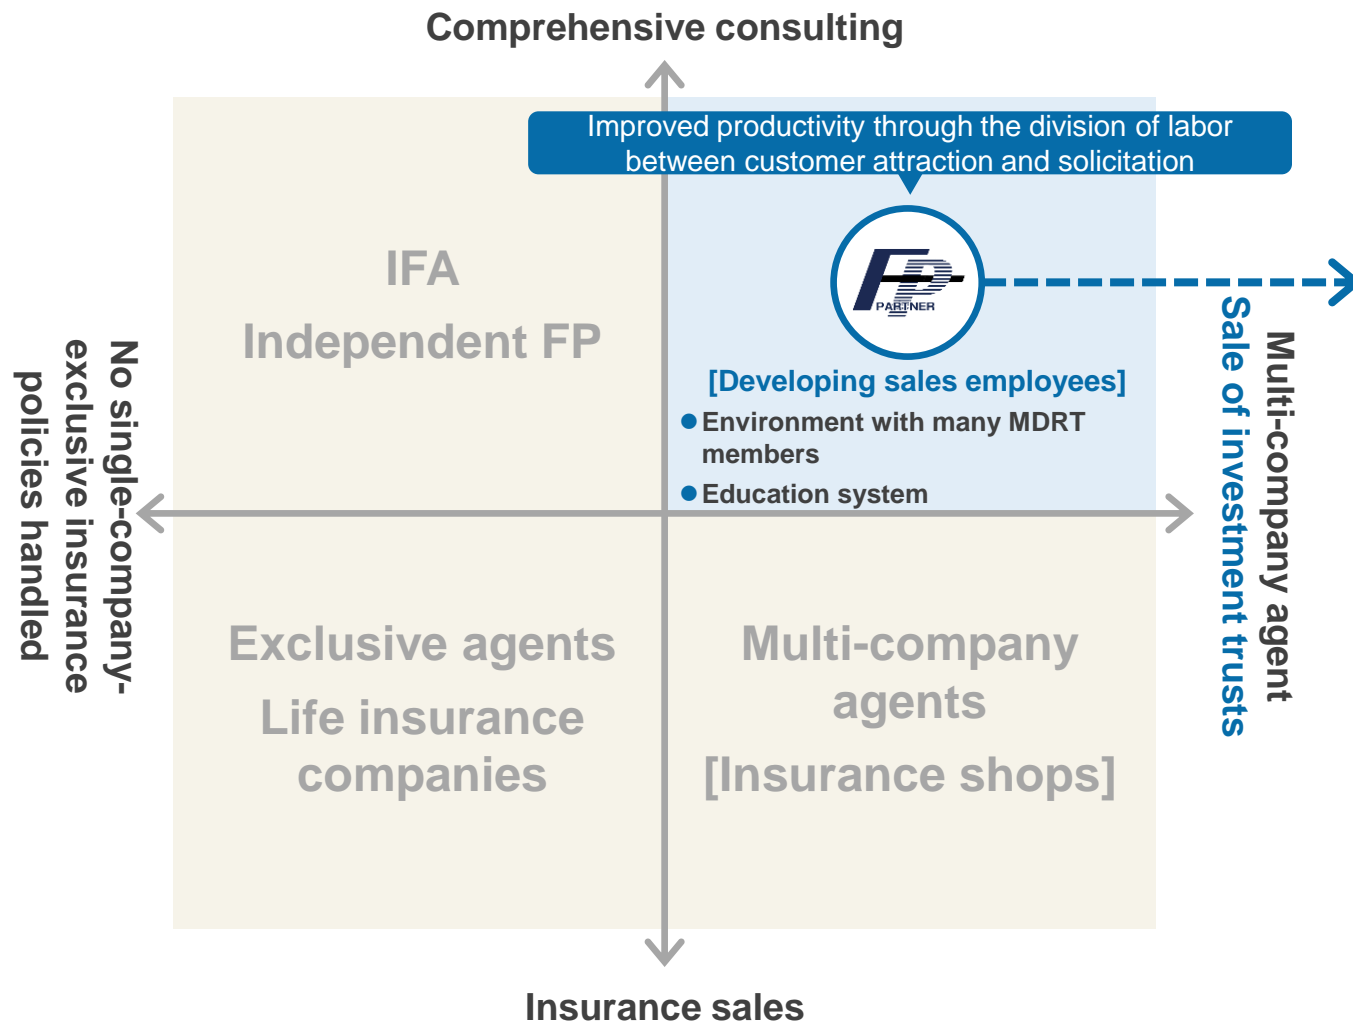 Comprehensive consulting
Improved productivity through the division of labor
between customer attraction and solicitation
IFA
Independent FP
FP
PARTNER
[Developing sales employees]
● Environment with many MDRT
members
● Education system
No single-company-
exclusive insurance
policies handled
Multi-company agent
Sale of investment trusts
Exclusive agents
Life insurance
companies
Multi-company
agents
[Insurance shops]
Insurance sales